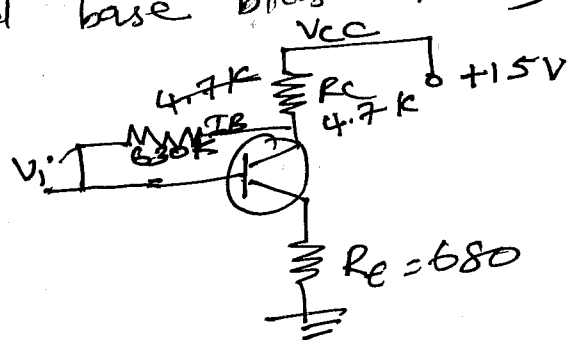 base
VCC
+15V
4.7K
RC
4.7K
IB
630K
Vi
Re = 680